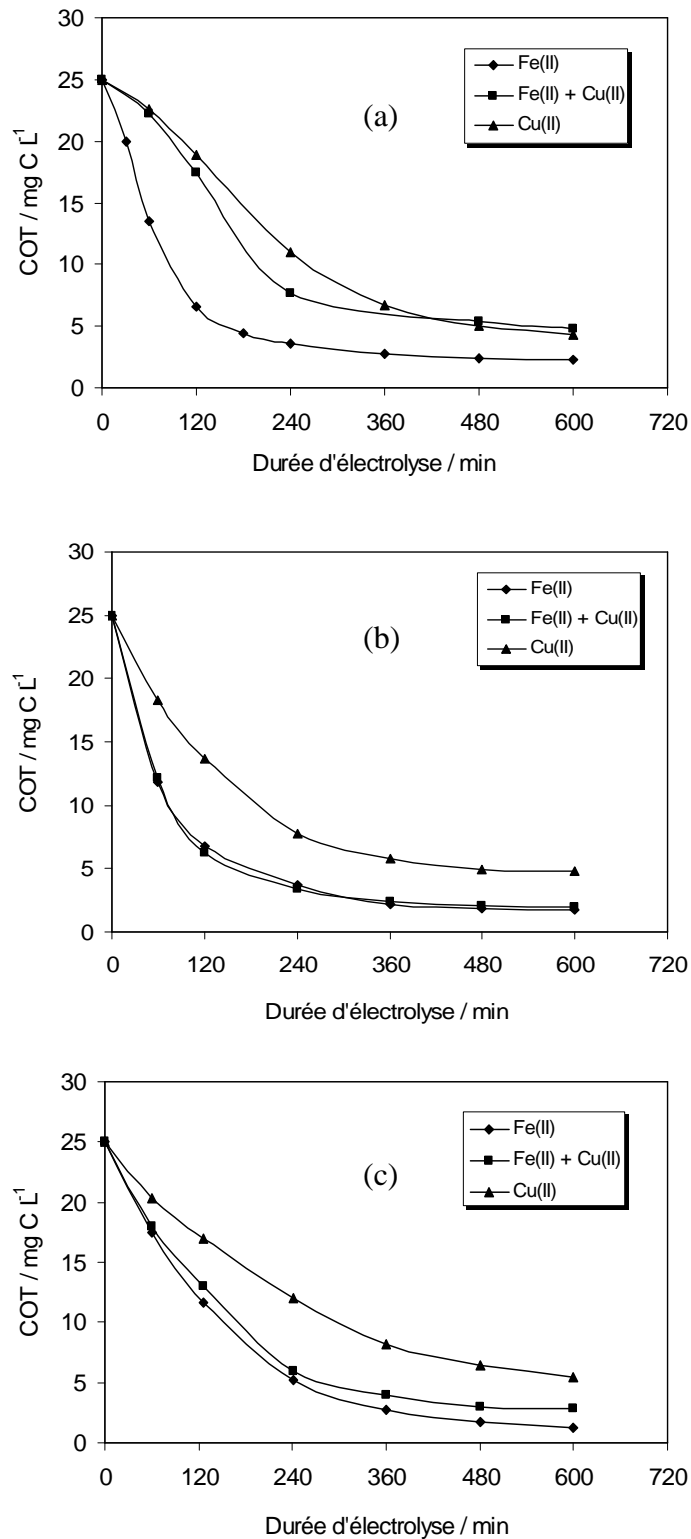 30
25
20
15
10
5
0
COT / mg C L-1
Fe(II)
Fe(II) + Cu(II)
Cu(II)
(a)
0 120 240 360 480 600 720
Durée d'électrolyse / min
30
25
20
15
10
5
0
COT / mg C L-1
Fe(II)
Fe(II) + Cu(II)
Cu(II)
(b)
0 120 240 360 480 600 720
Durée d'électrolyse / min
30
25
20
15
10
5
0
COT / mg C L-1
Fe(II)
Fe(II) + Cu(II)
Cu(II)
(c)
0 120 240 360 480 600 720
Durée d'électrolyse / min